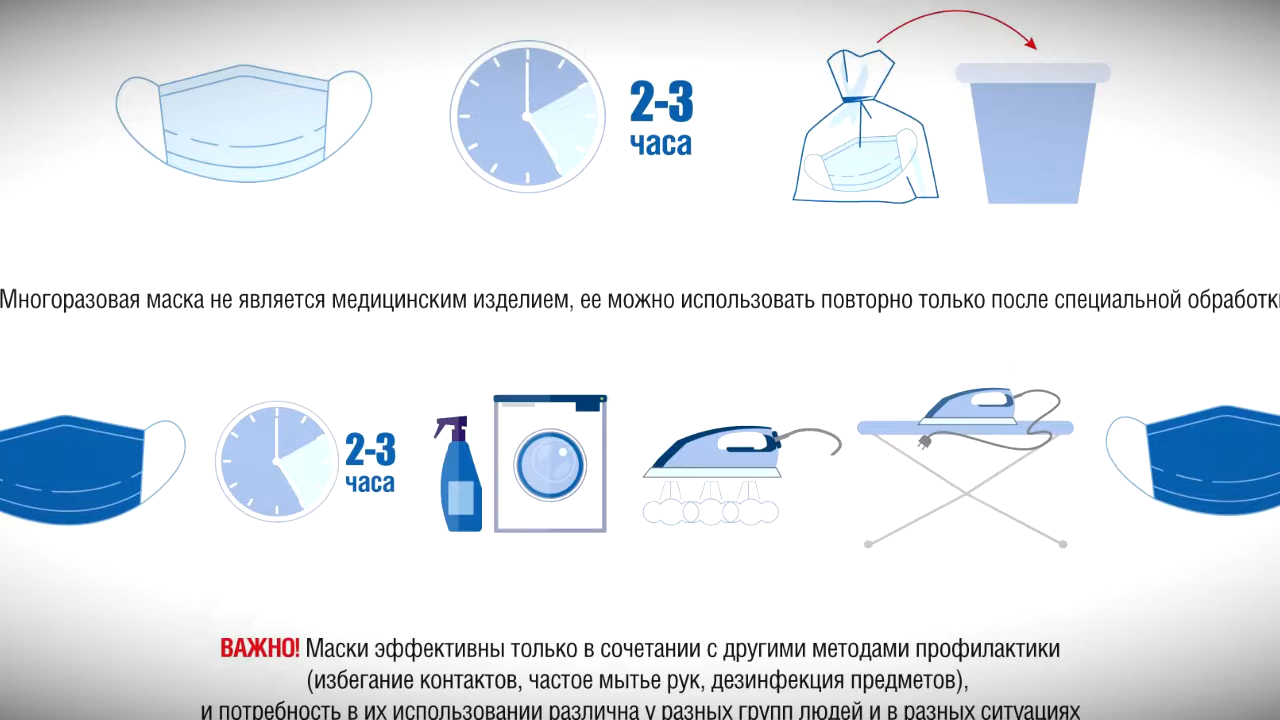 2-3
часа
Многоразовая маска не является медицинским изделием, ее можно использовать повторно только после специальной обработки
2-3
часа
ВАЖНО! Маски эффективны только в сочетании с другими методами профилактики
(избегание контактов, частое мытье рук, дезинфекция предметов),
и потребность в их использовании различна у разных групп людей и в разных ситуациях